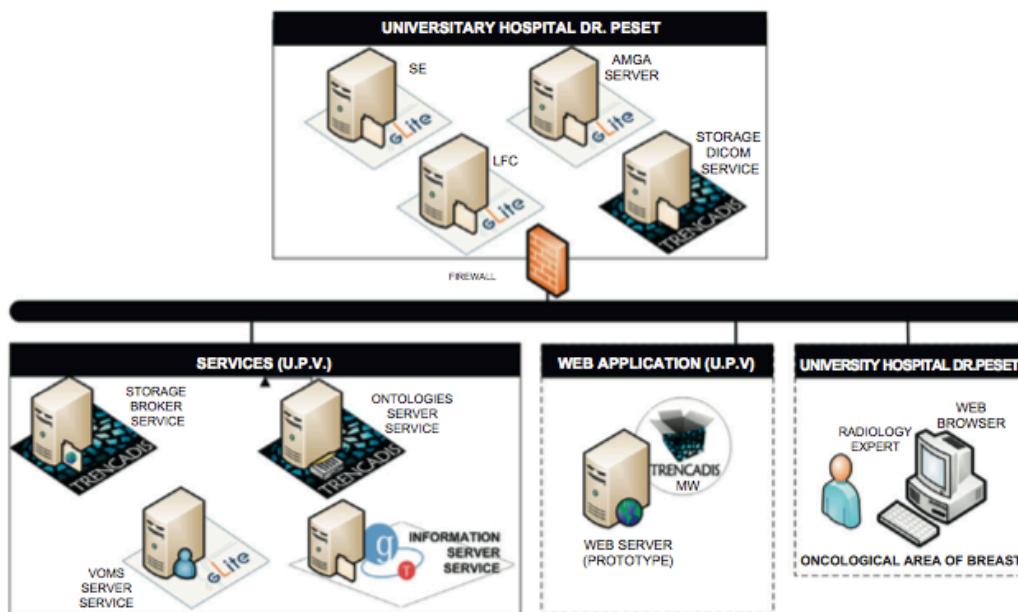 UNIVERSITARY HOSPITAL DR. PESET
SE
gLite
AMGA
SERVER
gLite
LFC
gLite
STORAGE
DICOM
SERVICE
TRENCADIS
FIREWALL
SERVICES (U.P.V.)
STORAGE
BROKER
SERVICE
TRENCADIS
ONTOLOGIES
SERVER
SERVICE
TRENCADIS
VOMS
SERVER
SERVICE
gLite
g
T
INFORMATION
SERVER
SERVICE
WEB APPLICATION (U.P.V)
TRENCADIS
MW
WEB SERVER
(PROTOTYPE)
UNIVERSITY HOSPITAL DR.PESET
RADIOLOGY
EXPERT
WEB
BROWSER
ONCOLOGICAL AREA OF BREAST